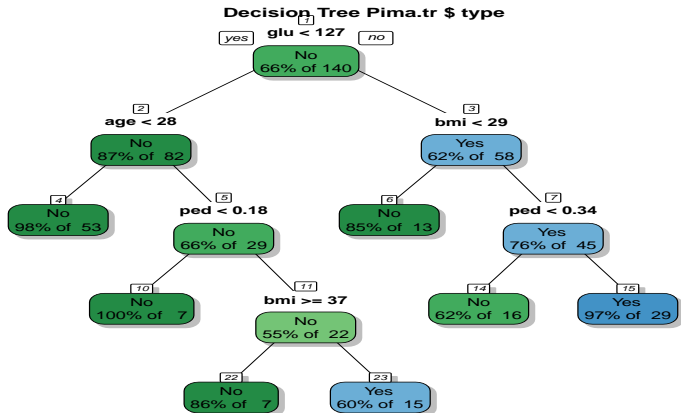 Decision Tree Pima.tr $ type
1
yes glu < 127 no
No
66% of 140
2 3
age < 28 bmi < 29
No Yes
87% of 82 62% of 58
4 5 6 7
No ped < 0.18 No ped < 0.34
98% of 53 No 85% of 13 Yes
66% of 29 76% of 45
10 11 14 15
No bmi >= 37 No Yes
100% of 7 No 62% of 16 97% of 29
55% of 22
22 23
No Yes
86% of 7 60% of 15